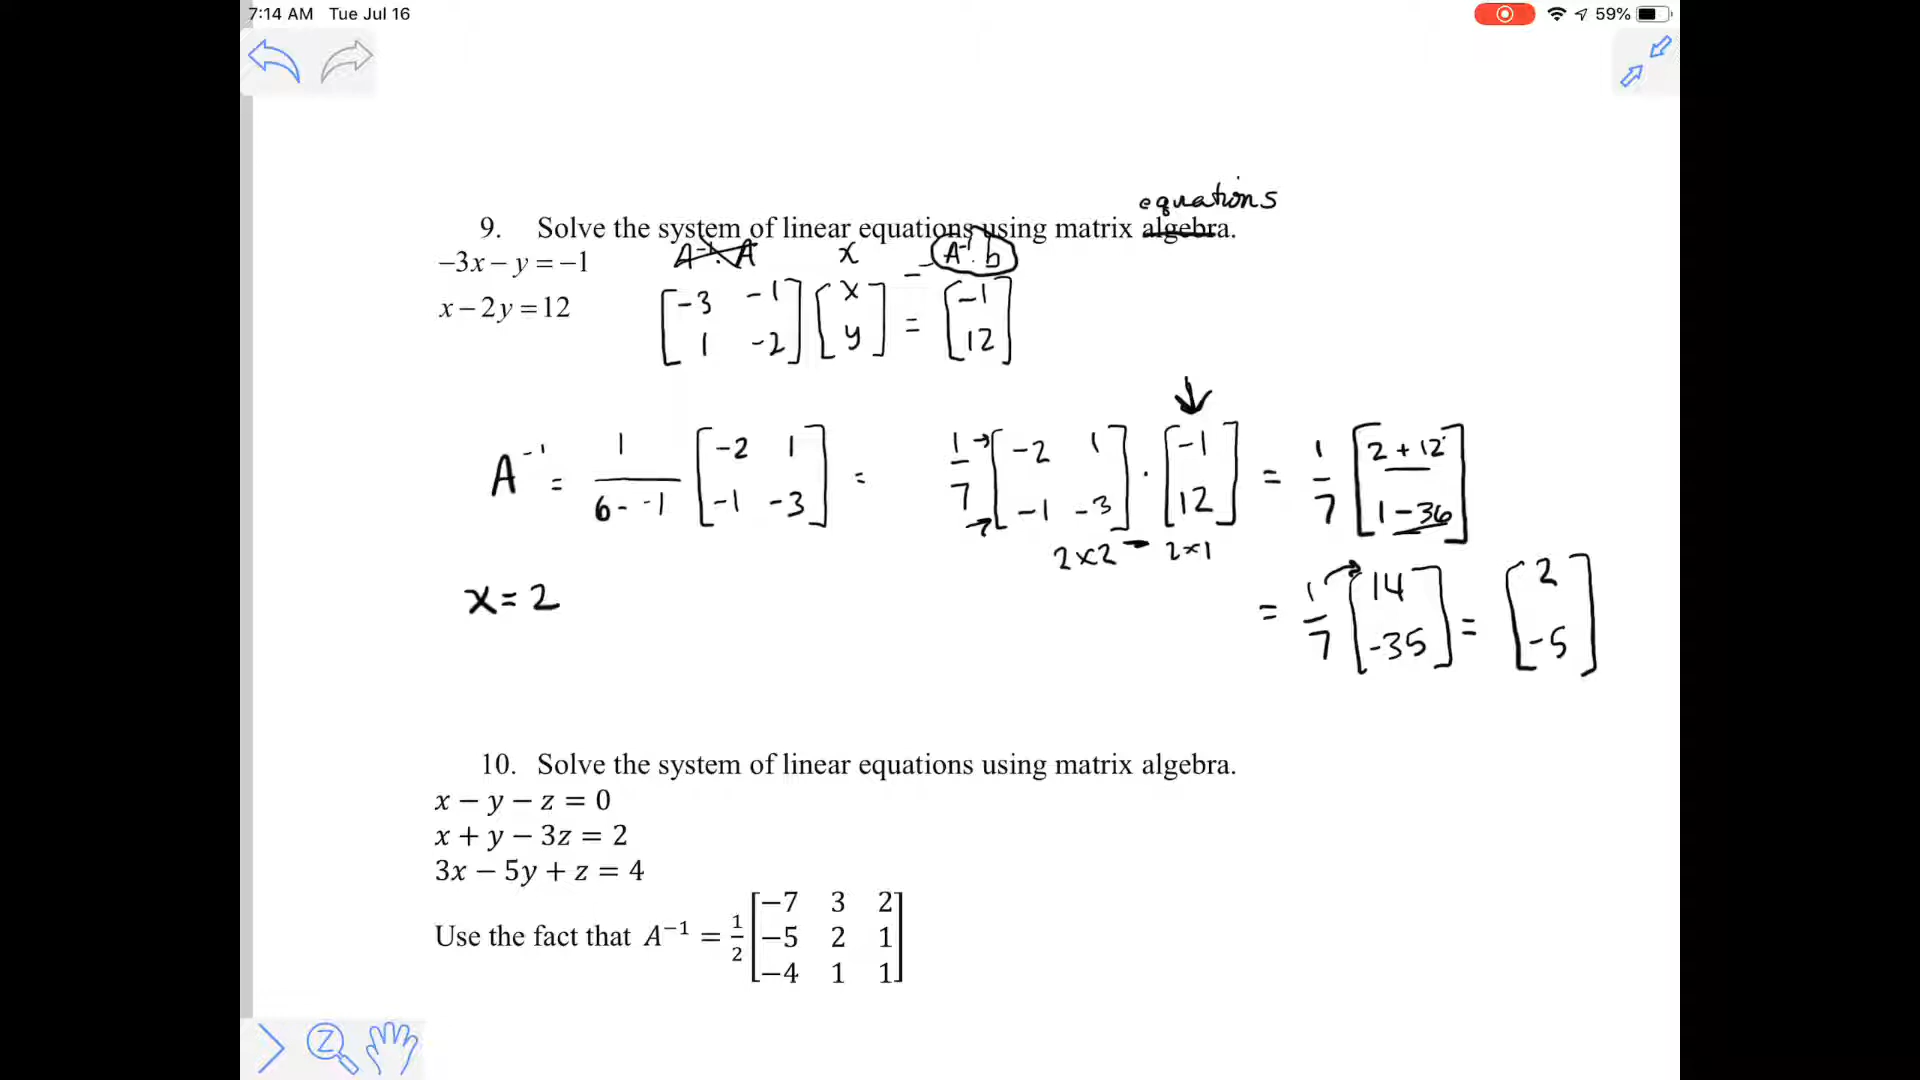 7:14 AM Tue Jul 16 59%
equations
9. Solve the system of linear equations using matrix algebra.
−3x − y = −1
x − 2y = 12
A⁻¹·A x = A⁻¹·b
[-3 -1; 1 -2] [x; y] = [-1; 12]
A⁻¹ = 1/(6 - -1) [-2 1; -1 -3] = 1/7 [-2 1; -1 -3] · [-1; 12] = 1/7 [2 + 12; 1 - 36]
2x2 - 2x1
x = 2
= 1/7 [14; -35] = [2; -5]
10. Solve the system of linear equations using matrix algebra.
x − y − z = 0
x + y − 3z = 2
3x − 5y + z = 4
Use the fact that A⁻¹ = 1/2 [−7 3 2; −5 2 1; −4 1 1]
Z